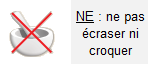 NE : ne pas
écraser ni
croquer